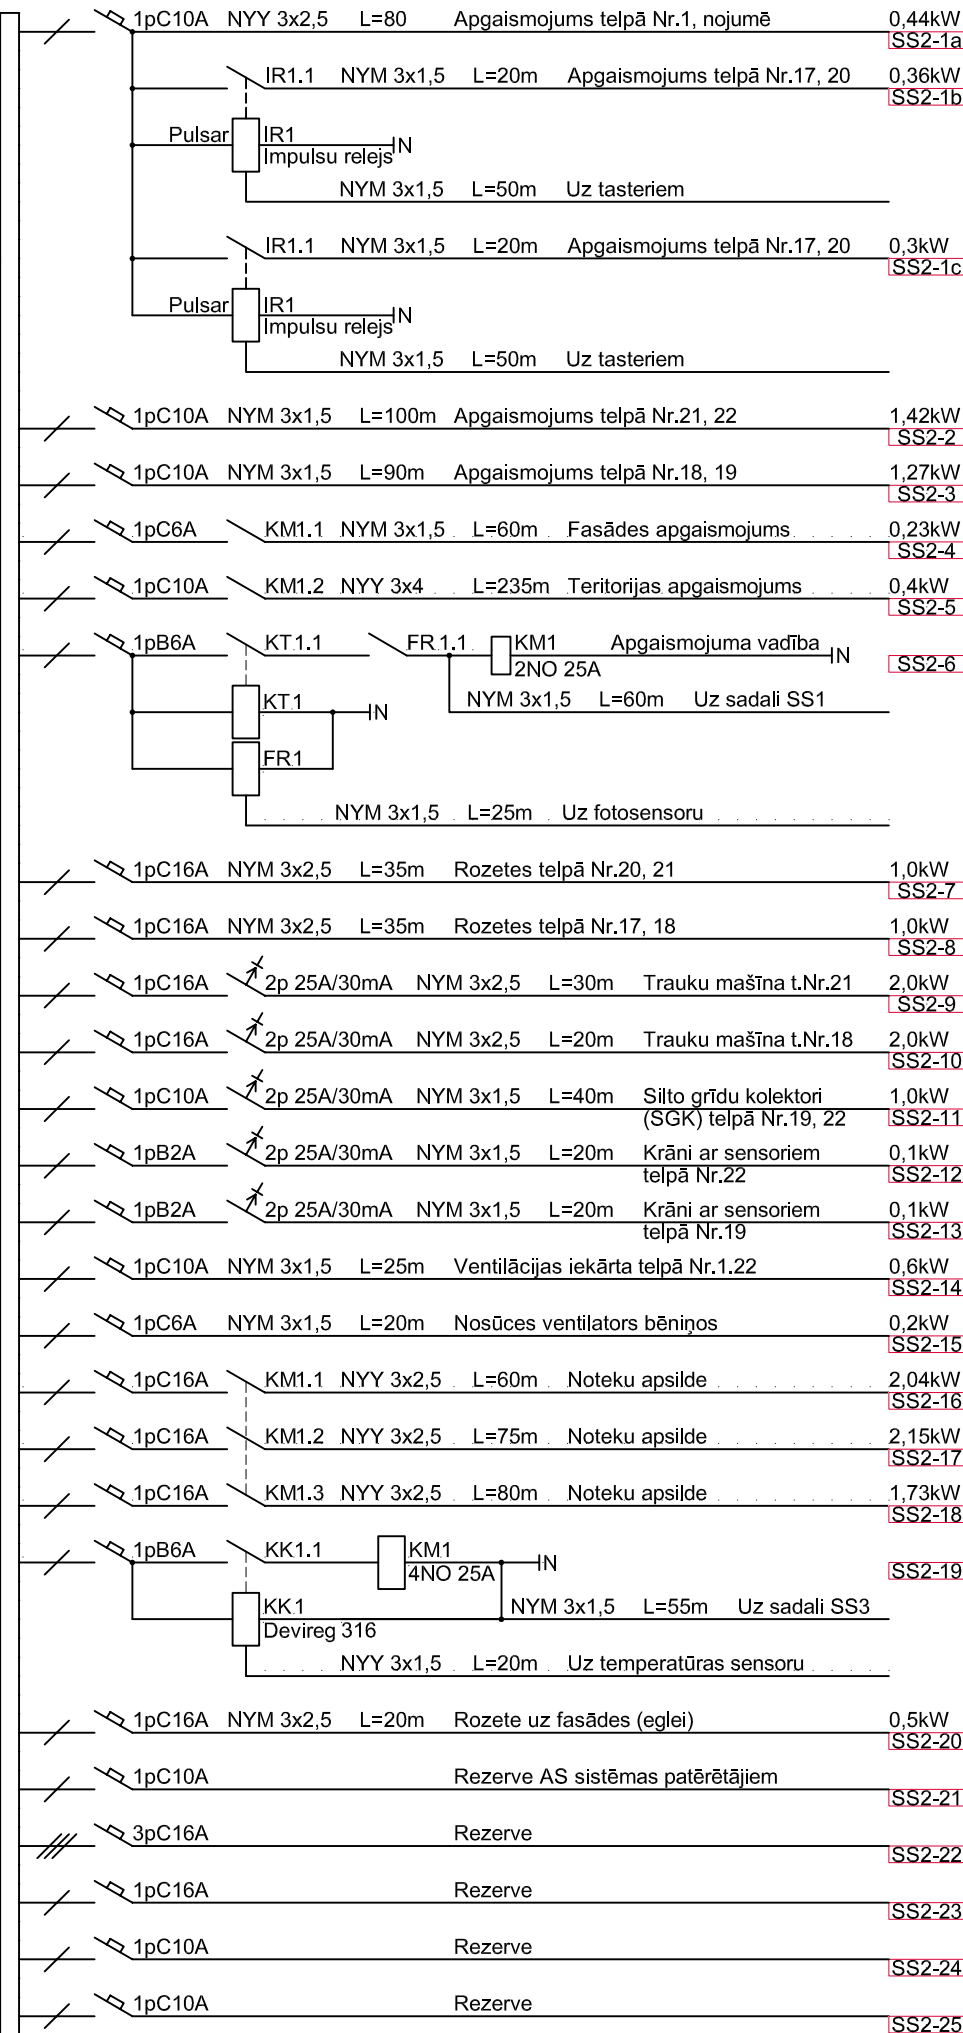 1pC10A NYY 3x2,5 L=80 Apgaismojums telpā Nr.1, nojumē 0,44kW
SS2-1a
IR1.1 NYM 3x1,5 L=20m Apgaismojums telpā Nr.17, 20 0,36kW
SS2-1b
Pulsar IR1 N
Impulsu relejs
NYM 3x1,5 L=50m Uz tasteriem
IR1.1 NYM 3x1,5 L=20m Apgaismojums telpā Nr.17, 20 0,3kW
SS2-1c
Pulsar IR1 N
Impulsu relejs
NYM 3x1,5 L=50m Uz tasteriem
1pC10A NYM 3x1,5 L=100m Apgaismojums telpā Nr.21, 22 1,42kW
SS2-2
1pC10A NYM 3x1,5 L=90m Apgaismojums telpā Nr.18, 19 1,27kW
SS2-3
1pC6A KM1.1 NYM 3x1,5 L=60m Fasādes apgaismojums 0,23kW
SS2-4
1pC10A KM1.2 NYY 3x4 L=235m Teritorijas apgaismojums 0,4kW
SS2-5
1pB6A KT1.1 FR1.1 KM1 Apgaismojuma vadība N
2NO 25A SS2-6
NYM 3x1,5 L=60m Uz sadali SS1
KT1 N
FR1
NYM 3x1,5 L=25m Uz fotosensoru
1pC16A NYM 3x2,5 L=35m Rozetes telpā Nr.20, 21 1,0kW
SS2-7
1pC16A NYM 3x2,5 L=35m Rozetes telpā Nr.17, 18 1,0kW
SS2-8
1pC16A 2p 25A/30mA NYM 3x2,5 L=30m Trauku mašīna t.Nr.21 2,0kW
SS2-9
1pC16A 2p 25A/30mA NYM 3x2,5 L=20m Trauku mašīna t.Nr.18 2,0kW
SS2-10
1pC10A 2p 25A/30mA NYM 3x1,5 L=40m Silto grīdu kolektori 1,0kW
(SGK) telpā Nr.19, 22 SS2-11
1pB2A 2p 25A/30mA NYM 3x1,5 L=20m Krāni ar sensoriem 0,1kW
telpā Nr.22 SS2-12
1pB2A 2p 25A/30mA NYM 3x1,5 L=20m Krāni ar sensoriem 0,1kW
telpā Nr.19 SS2-13
1pC10A NYM 3x1,5 L=25m Ventilācijas iekārta telpā Nr.1.22 0,6kW
SS2-14
1pC6A NYM 3x1,5 L=20m Nosūces ventilators bēniņos 0,2kW
SS2-15
1pC16A KM1.1 NYY 3x2,5 L=60m Noteku apsilde 2,04kW
SS2-16
1pC16A KM1.2 NYY 3x2,5 L=75m Noteku apsilde 2,15kW
SS2-17
1pC16A KM1.3 NYY 3x2,5 L=80m Noteku apsilde 1,73kW
SS2-18
1pB6A KK1.1 KM1 N
4NO 25A SS2-19
KK1 NYM 3x1,5 L=55m Uz sadali SS3
Devireg 316
NYY 3x1,5 L=20m Uz temperatūras sensoru
1pC16A NYM 3x2,5 L=20m Rozete uz fasādes (eglei) 0,5kW
SS2-20
1pC10A Rezerve AS sistēmas patērētājiem
SS2-21
3pC16A Rezerve
SS2-22
1pC16A Rezerve
SS2-23
1pC10A Rezerve
SS2-24
1pC10A Rezerve
SS2-25